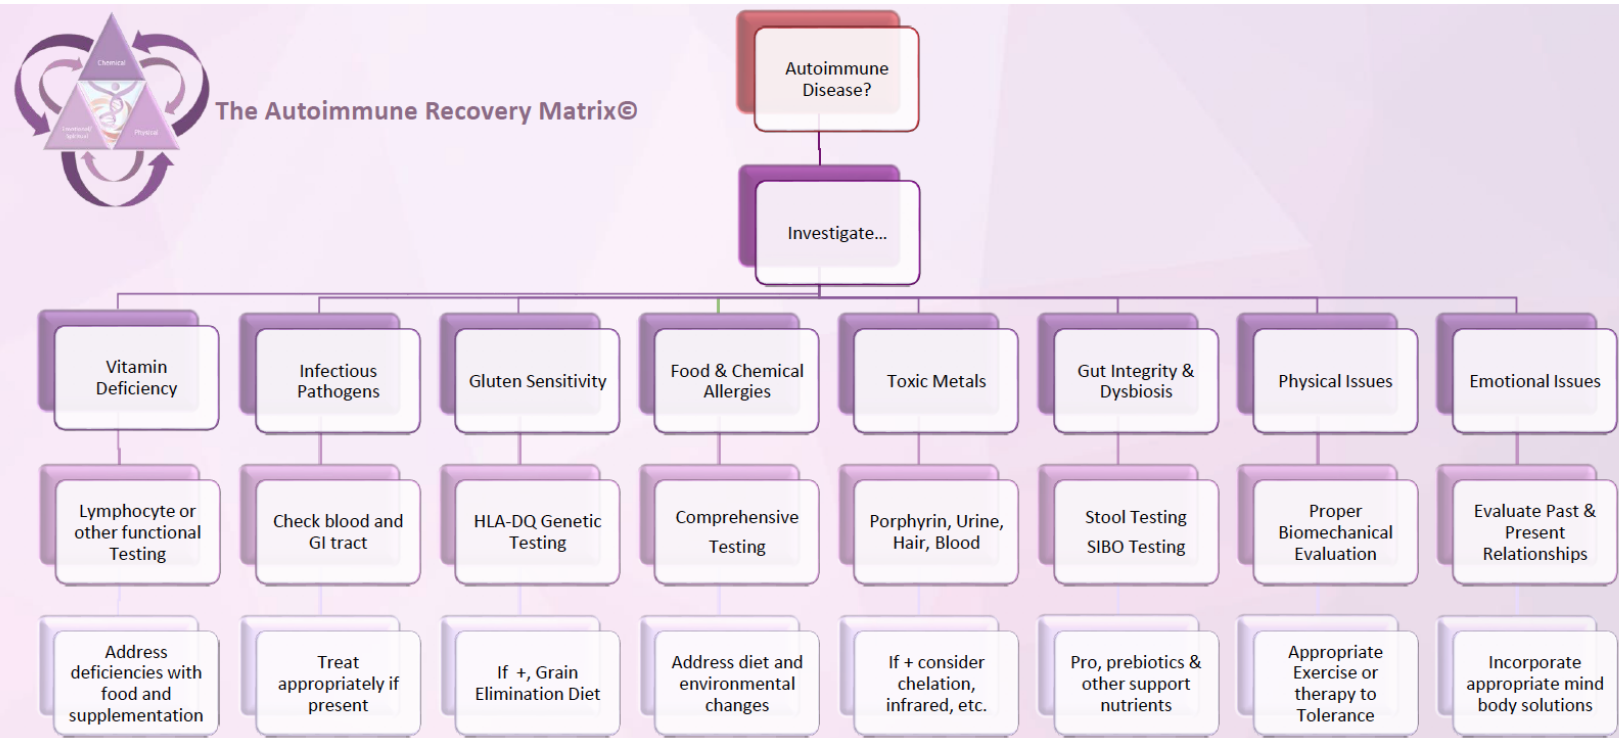 Chemical
Emotional/
Spiritual
Physical
The Autoimmune Recovery Matrix©
Autoimmune
Disease?
Investigate...
Vitamin
Deficiency
Infectious
Pathogens
Gluten Sensitivity
Food & Chemical
Allergies
Toxic Metals
Gut Integrity &
Dysbiosis
Physical Issues
Emotional Issues
Lymphocyte or
other functional
Testing
Check blood and
GI tract
HLA-DQ Genetic
Testing
Comprehensive
Testing
Porphyrin, Urine,
Hair, Blood
Stool Testing
SIBO Testing
Proper
Biomechanical
Evaluation
Evaluate Past &
Present
Relationships
Address
deficiencies with
food and
supplementation
Treat
appropriately if
present
If +, Grain
Elimination Diet
Address diet and
environmental
changes
If + consider
chelation,
infrared, etc.
Pro, prebiotics &
other support
nutrients
Appropriate
Exercise or
therapy to
Tolerance
Incorporate
appropriate mind
body solutions